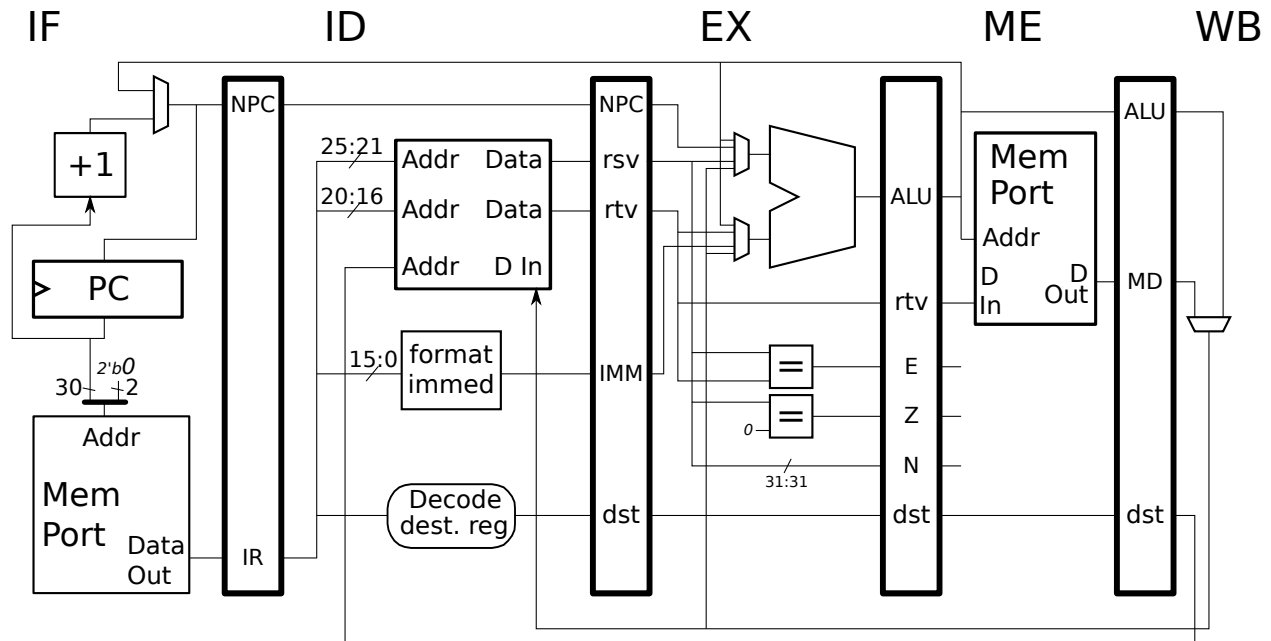 IF ID EX ME WB
NPC NPC ALU
+1
25:21 Addr Data rsv
20:16 Addr Data rtv ALU
Addr D In
Mem
Port
Addr
D
In
D
Out
MD
PC
rtv
2'b0
30 2
15:0 format
immed
IMM
= E
= Z
0
N
31:31
Addr
Mem
Port
Data
Out
IR
Decode
dest. reg
dst dst dst